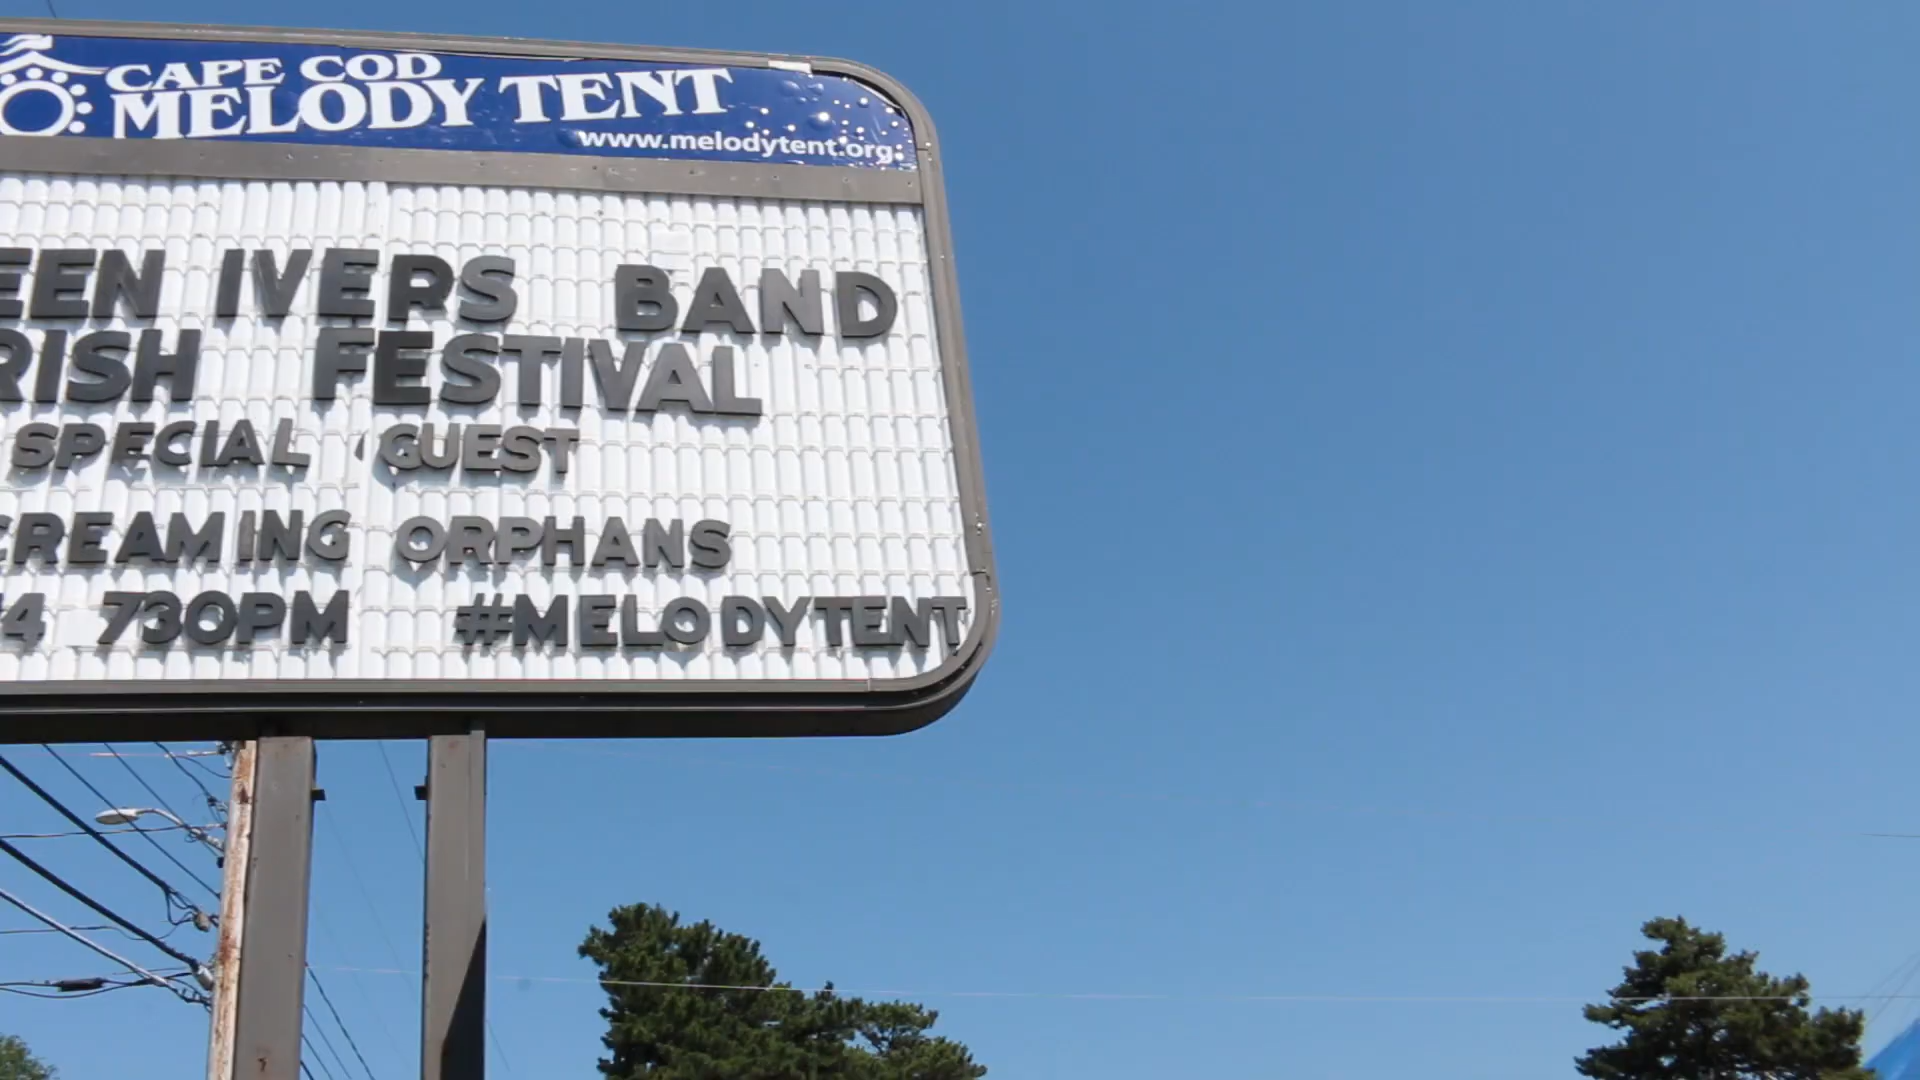 CAPE COD
MELODY TENT
www.melodytent.org
EEN IVERS BAND
RISH FESTIVAL
SPECIAL GUEST
CREAMING ORPHANS
4 730PM #MELODYTENT